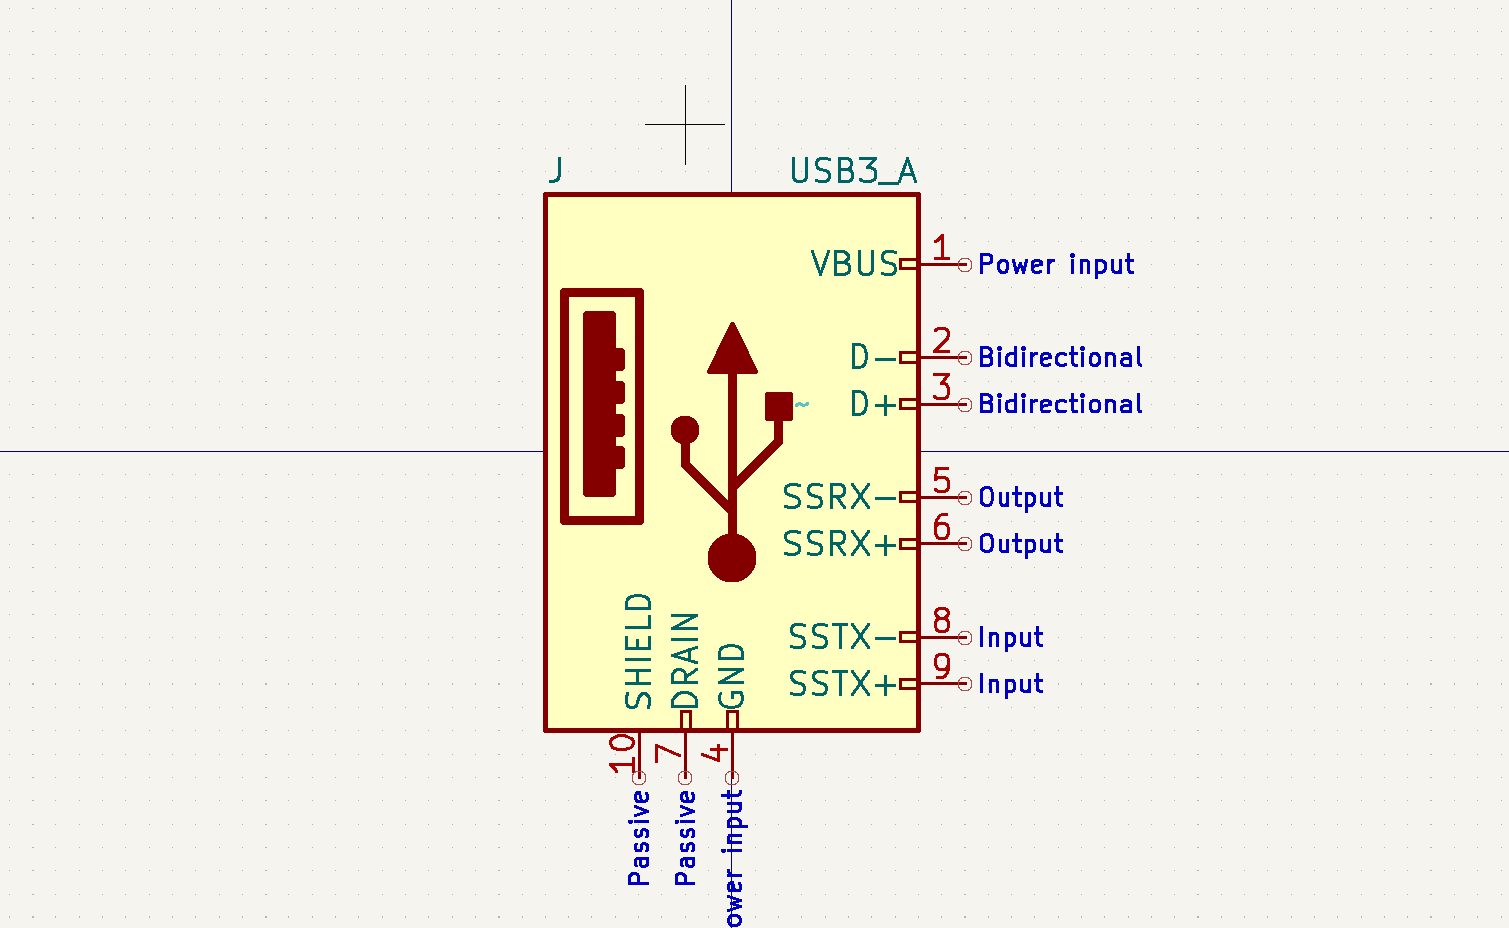 J
USB3_A
VBUS 1 Power input
D- 2 Bidirectional
D+ 3 Bidirectional
SSRX- 5 Output
SSRX+ 6 Output
SSTX- 8 Input
SSTX+ 9 Input
SHIELD 10 Passive
DRAIN 7 Passive
GND 4 ower input
~